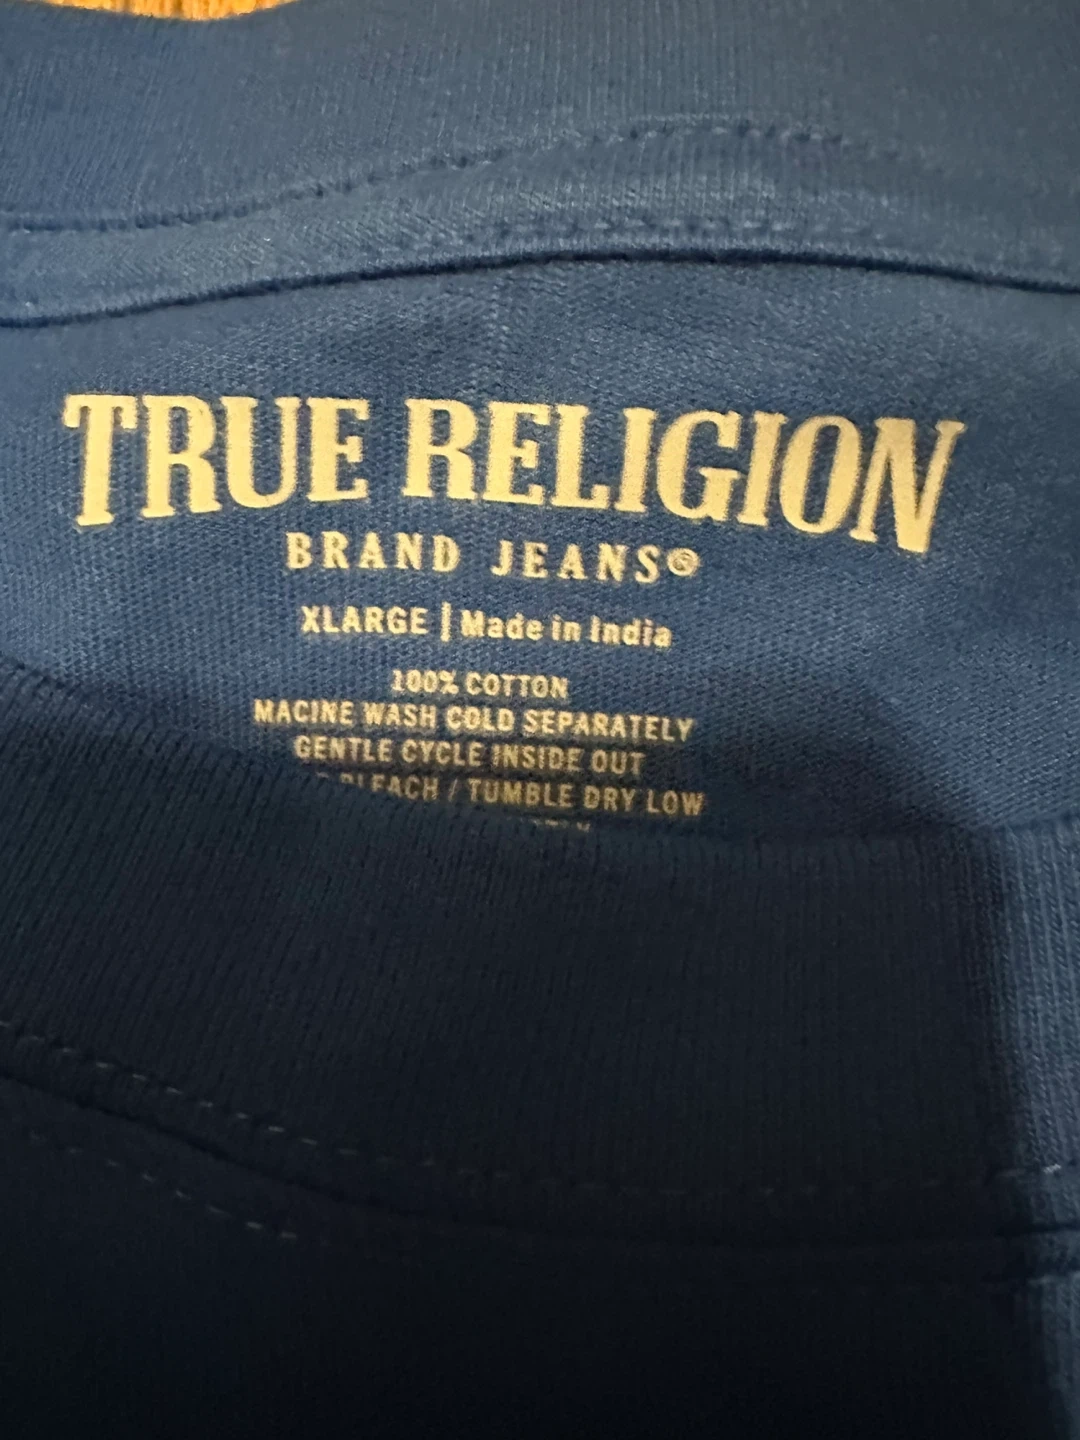 TRUE RELIGION
BRAND JEANS®
XLARGE | Made in India
100% COTTON
MACINE WASH COLD SEPARATELY
GENTLE CYCLE INSIDE OUT
BLEACH / TUMBLE DRY LOW